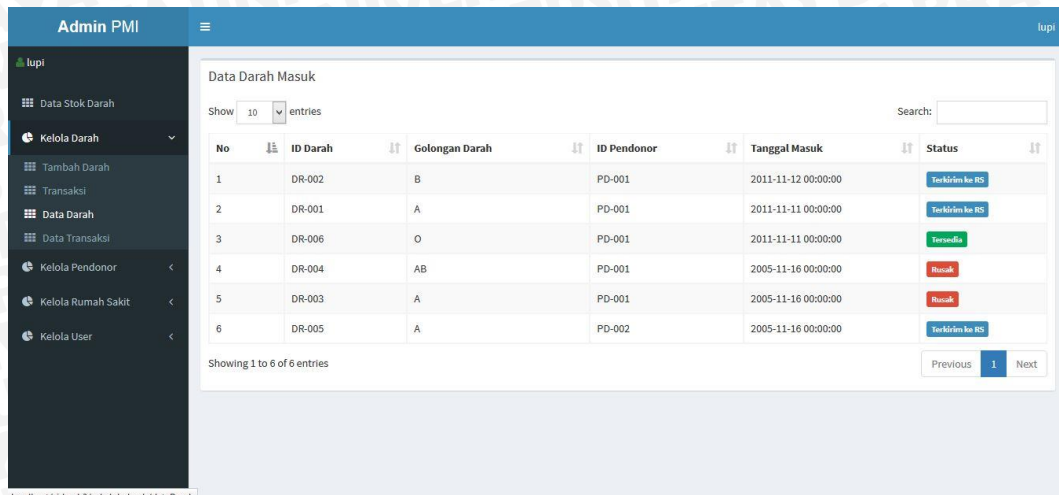 Admin PMI
lupi
lupi
Data Stok Darah
Kelola Darah
Tambah Darah
Transaksi
Data Darah
Data Transaksi
Kelola Pendonor
Kelola Rumah Sakit
Kelola User
Data Darah Masuk
Show 10 entries Search:
No ID Darah Golongan Darah ID Pendonor Tanggal Masuk Status
1 DR-002 B PD-001 2011-11-12 00:00:00 Terkirim ke RS
2 DR-001 A PD-001 2011-11-11 00:00:00 Terkirim ke RS
3 DR-006 O PD-001 2011-11-11 00:00:00 Tersedia
4 DR-004 AB PD-001 2005-11-16 00:00:00 Rusak
5 DR-003 A PD-001 2005-11-16 00:00:00 Rusak
6 DR-005 A PD-002 2005-11-16 00:00:00 Terkirim ke RS
Showing 1 to 6 of 6 entries Previous 1 Next